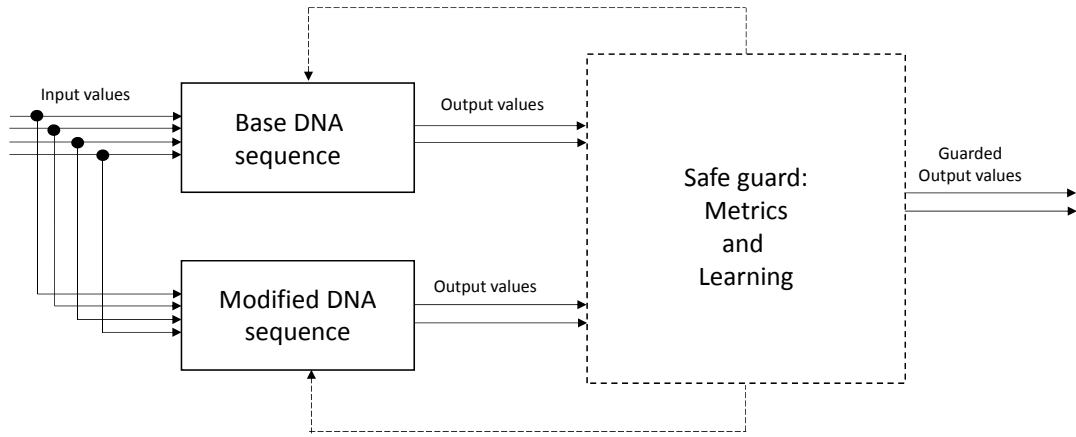 Input values
Base DNA
sequence
Output values
Safe guard:
Metrics
and
Learning
Guarded
Output values
Modified DNA
sequence
Output values